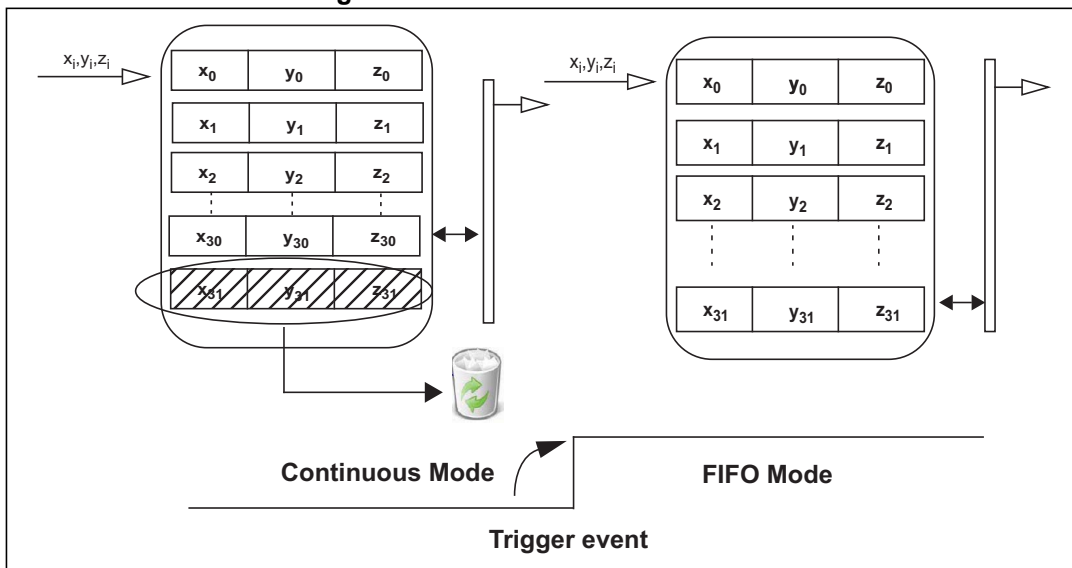 xi,yi,zi
x0 y0 z0
x1 y1 z1
x2 y2 z2
x30 y30 z30
x31 y31 z31
xi,yi,zi
x0 y0 z0
x1 y1 z1
x2 y2 z2
x31 y31 z31
Continuous Mode
FIFO Mode
Trigger event